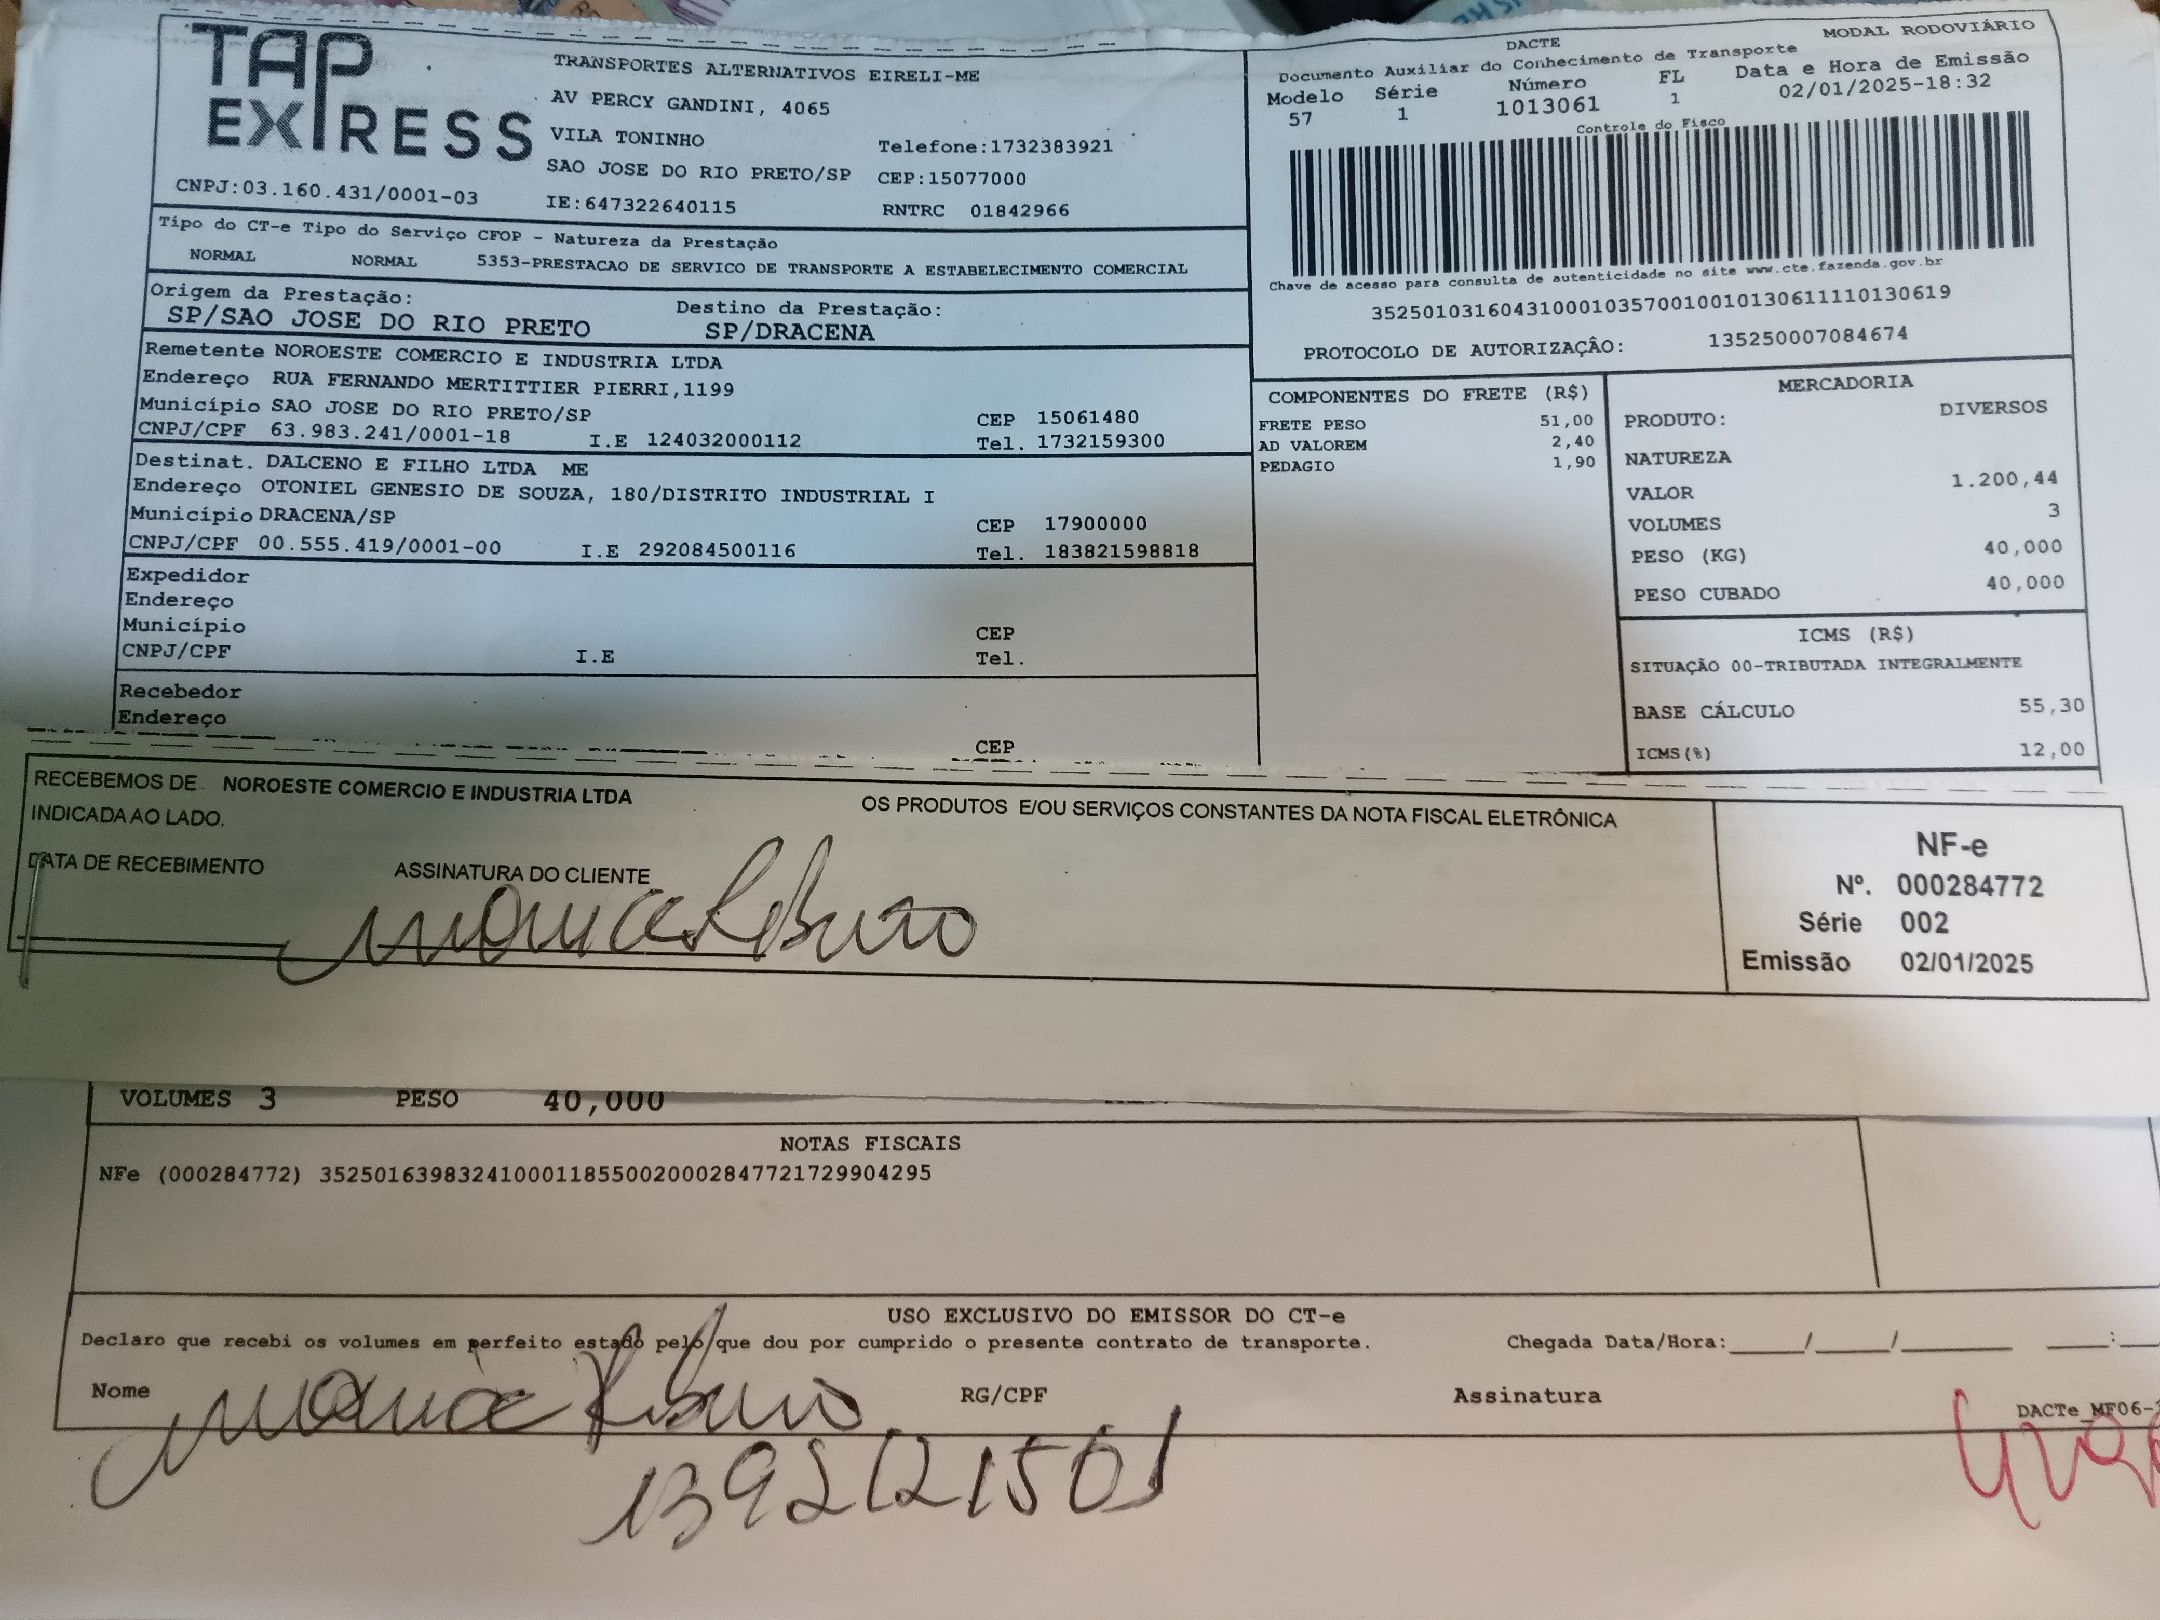 TAP
EXPRESS
TRANSPORTES ALTERNATIVOS EIRELI-ME
AV PERCY GANDINI, 4065
VILA TONINHO
Telefone:1732383921
SAO JOSE DO RIO PRETO/SP CEP:15077000
CNPJ:03.160.431/0001-03 IE:647322640115 RNTRC 01842966
DACTE MODAL RODOVIÁRIO
Documento Auxiliar do Conhecimento de Transporte
Modelo Série Número FL Data e Hora de Emissão
57 1 1013061 1 02/01/2025-18:32
Controle do Fisco
Chave de acesso para consulta de autenticidade no site www.cte.fazenda.gov.br
35250103160431000103570010010130611110130619
PROTOCOLO DE AUTORIZAÇÂO: 135250007084674
Tipo do CT-e Tipo do Serviço CFOP - Natureza da Prestação
NORMAL NORMAL 5353-PRESTACAO DE SERVICO DE TRANSPORTE A ESTABELECIMENTO COMERCIAL
Origem da Prestação: Destino da Prestação:
SP/SAO JOSE DO RIO PRETO SP/DRACENA
Remetente NOROESTE COMERCIO E INDUSTRIA LTDA
Endereço RUA FERNANDO MERTITTIER PIERRI,1199
Município SAO JOSE DO RIO PRETO/SP CEP 15061480
CNPJ/CPF 63.983.241/0001-18 I.E 124032000112 Tel. 1732159300
Destinat. DALCENO E FILHO LTDA ME
Endereço OTONIEL GENESIO DE SOUZA, 180/DISTRITO INDUSTRIAL I
Município DRACENA/SP CEP 17900000
CNPJ/CPF 00.555.419/0001-00 I.E 292084500116 Tel. 183821598818
Expedidor
Endereço
Município CEP
CNPJ/CPF I.E Tel.
Recebedor
Endereço
CEP
COMPONENTES DO FRETE (R$)
FRETE PESO 51,00
AD VALOREM 2,40
PEDAGIO 1,90
MERCADORIA
PRODUTO: DIVERSOS
NATUREZA
VALOR 1.200,44
VOLUMES 3
PESO (KG) 40,000
PESO CUBADO 40,000
ICMS (R$)
SITUAÇÃO 00-TRIBUTADA INTEGRALMENTE
BASE CÁLCULO 55,30
ICMS(%) 12,00
RECEBEMOS DE NOROESTE COMERCIO E INDUSTRIA LTDA OS PRODUTOS E/OU SERVIÇOS CONSTANTES DA NOTA FISCAL ELETRÔNICA
INDICADA AO LADO.
DATA DE RECEBIMENTO ASSINATURA DO CLIENTE
NF-e
Nº. 000284772
Série 002
Emissão 02/01/2025
VOLUMES 3 PESO 40,000
NOTAS FISCAIS
NFe (000284772) 35250163983241000118550020002847721729904295
USO EXCLUSIVO DO EMISSOR DO CT-e
Declaro que recebi os volumes em perfeito estado pelo que dou por cumprido o presente contrato de transporte. Chegada Data/Hora:_____/_____/_______ ____:
Nome RG/CPF Assinatura